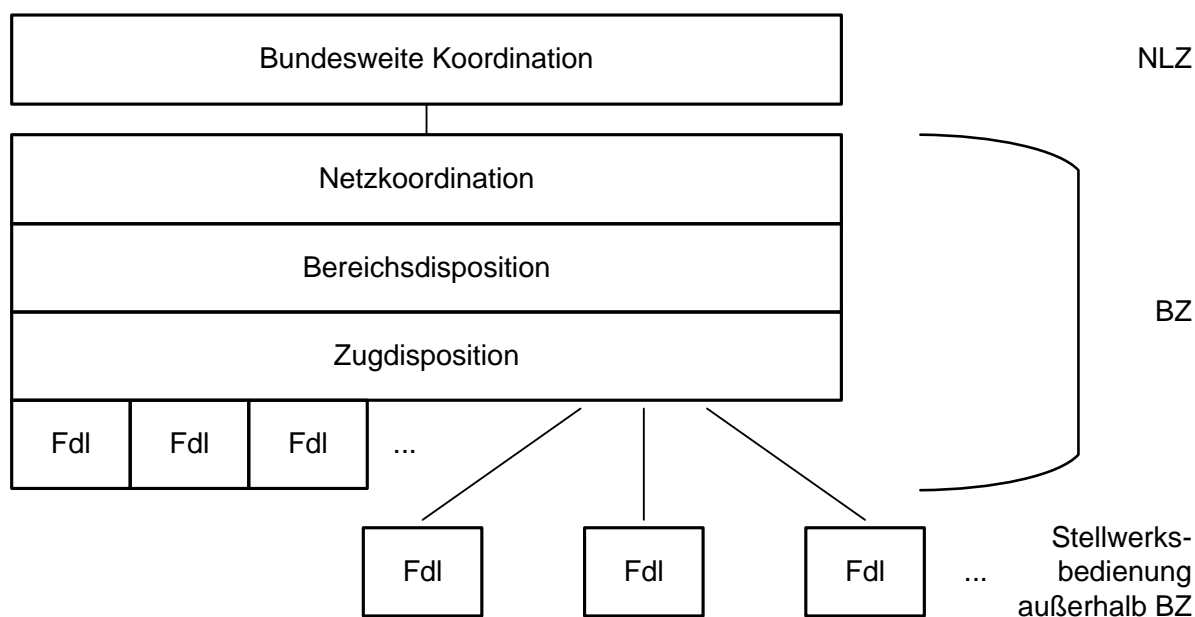 Bundesweite Koordination
NLZ
Netzkoordination
Bereichsdisposition
BZ
Zugdisposition
Fdl
Fdl
Fdl
...
Fdl
Fdl
Fdl
...
Stellwerks-
bedienung
außerhalb BZ